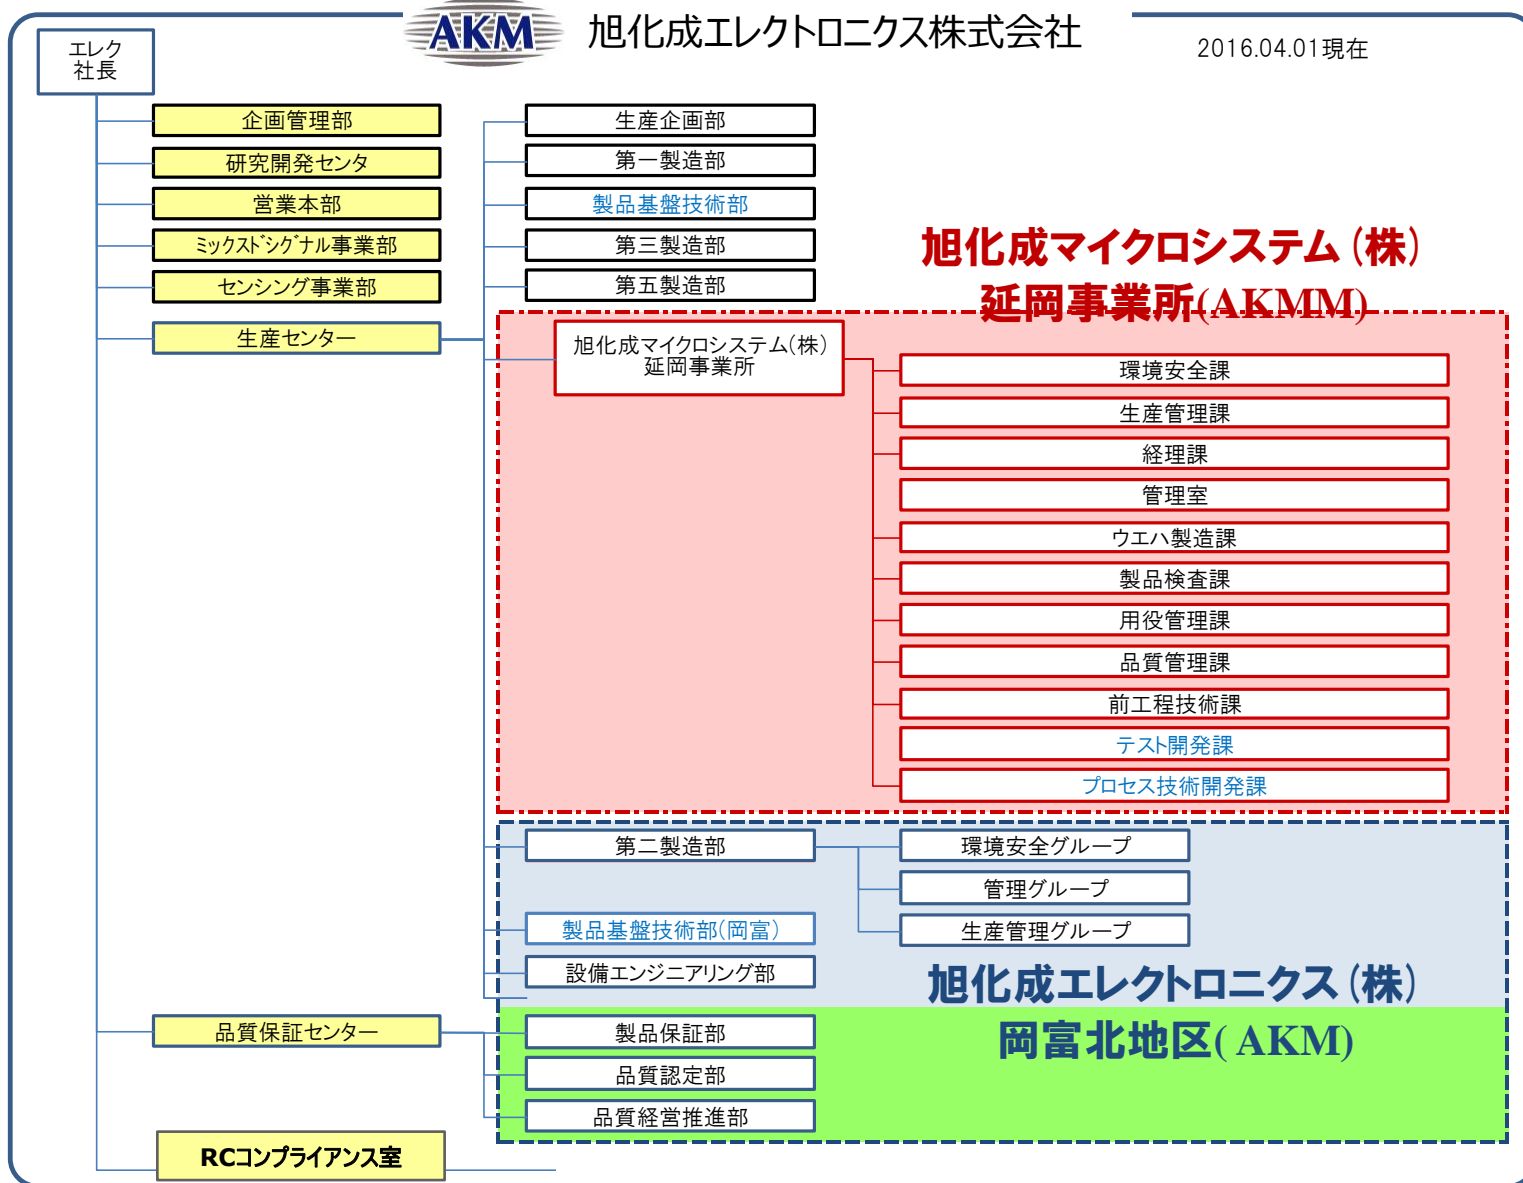 AKM
旭化成エレクトロニクス株式会社
2016.04.01現在
エレク
社長
企画管理部
研究開発センタ
営業本部
ミックスドシグナル事業部
センシング事業部
生産センター
生産企画部
第一製造部
製品基盤技術部
第三製造部
第五製造部
旭化成マイクロシステム(株)
延岡事業所(AKMM)
旭化成マイクロシステム(株)
延岡事業所
環境安全課
生産管理課
経理課
管理室
ウエハ製造課
製品検査課
用役管理課
品質管理課
前工程技術課
テスト開発課
プロセス技術開発課
第二製造部
環境安全グループ
管理グループ
生産管理グループ
製品基盤技術部(岡富)
設備エンジニアリング部
旭化成エレクトロニクス(株)
岡富北地区( AKM)
品質保証センター
製品保証部
品質認定部
品質経営推進部
RCコンプライアンス室